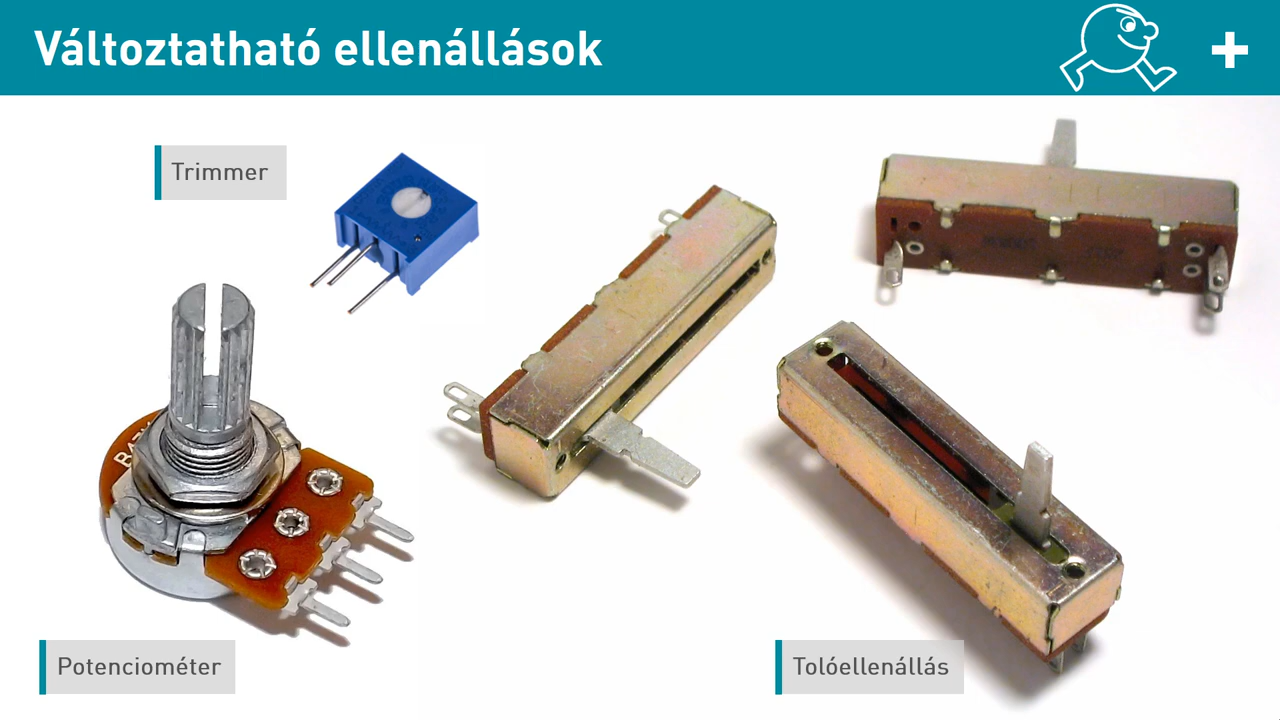 Változtatható ellenállások
+
Trimmer
Potenciométer
Tolóellenállás